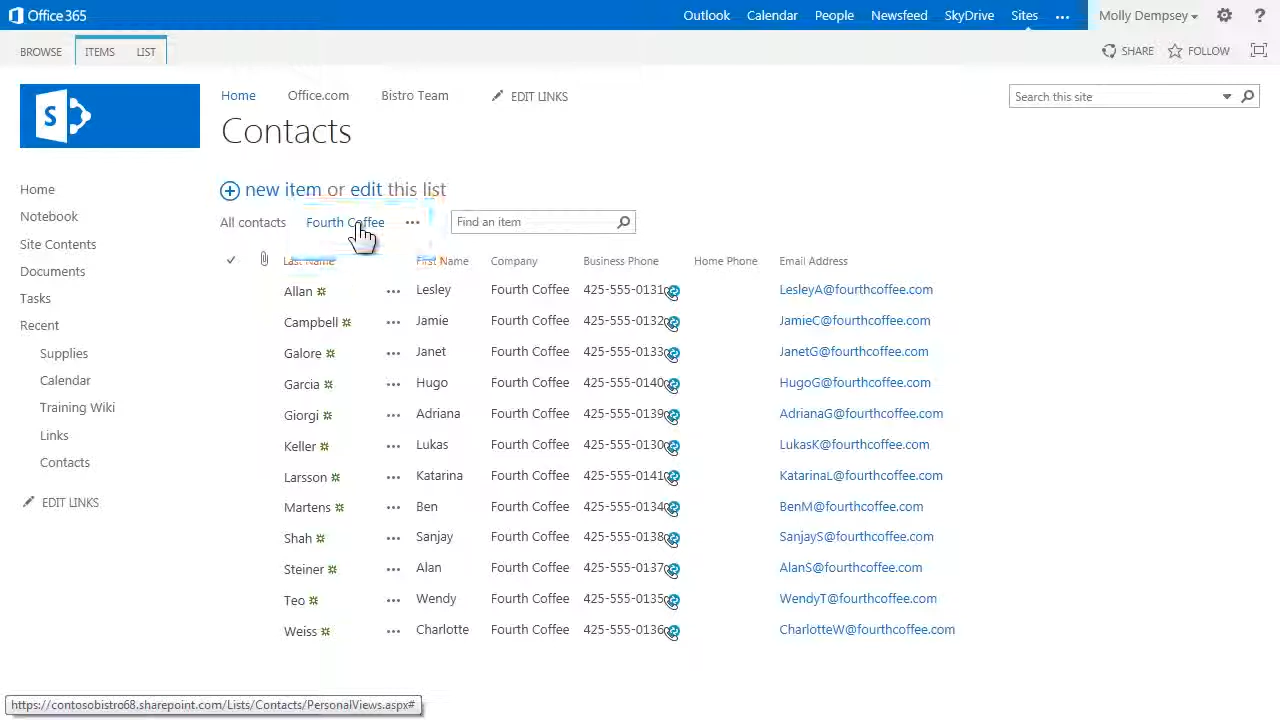 Office 365 Outlook Calendar People Newsfeed SkyDrive Sites ••• Molly Dempsey ?
BROWSE ITEMS LIST SHARE FOLLOW
S
Home Office.com Bistro Team EDIT LINKS Search this site
Contacts
new item or edit this list
All contacts Fourth Coffee ••• Find an item
Last Name First Name Company Business Phone Home Phone Email Address
Allan ••• Lesley Fourth Coffee 425-555-0131 LesleyA@fourthcoffee.com
Campbell ••• Jamie Fourth Coffee 425-555-0132 JamieC@fourthcoffee.com
Galore ••• Janet Fourth Coffee 425-555-0133 JanetG@fourthcoffee.com
Garcia ••• Hugo Fourth Coffee 425-555-0140 HugoG@fourthcoffee.com
Giorgi ••• Adriana Fourth Coffee 425-555-0139 AdrianaG@fourthcoffee.com
Keller ••• Lukas Fourth Coffee 425-555-0130 LukasK@fourthcoffee.com
Larsson ••• Katarina Fourth Coffee 425-555-0141 KatarinaL@fourthcoffee.com
Martens ••• Ben Fourth Coffee 425-555-0134 BenM@fourthcoffee.com
Shah ••• Sanjay Fourth Coffee 425-555-0138 SanjayS@fourthcoffee.com
Steiner ••• Alan Fourth Coffee 425-555-0137 AlanS@fourthcoffee.com
Teo ••• Wendy Fourth Coffee 425-555-0135 WendyT@fourthcoffee.com
Weiss ••• Charlotte Fourth Coffee 425-555-0136 CharlotteW@fourthcoffee.com
Home
Notebook
Site Contents
Documents
Tasks
Recent
Supplies
Calendar
Training Wiki
Links
Contacts
EDIT LINKS
https://contosobistro68.sharepoint.com/Lists/Contacts/PersonalViews.aspx#